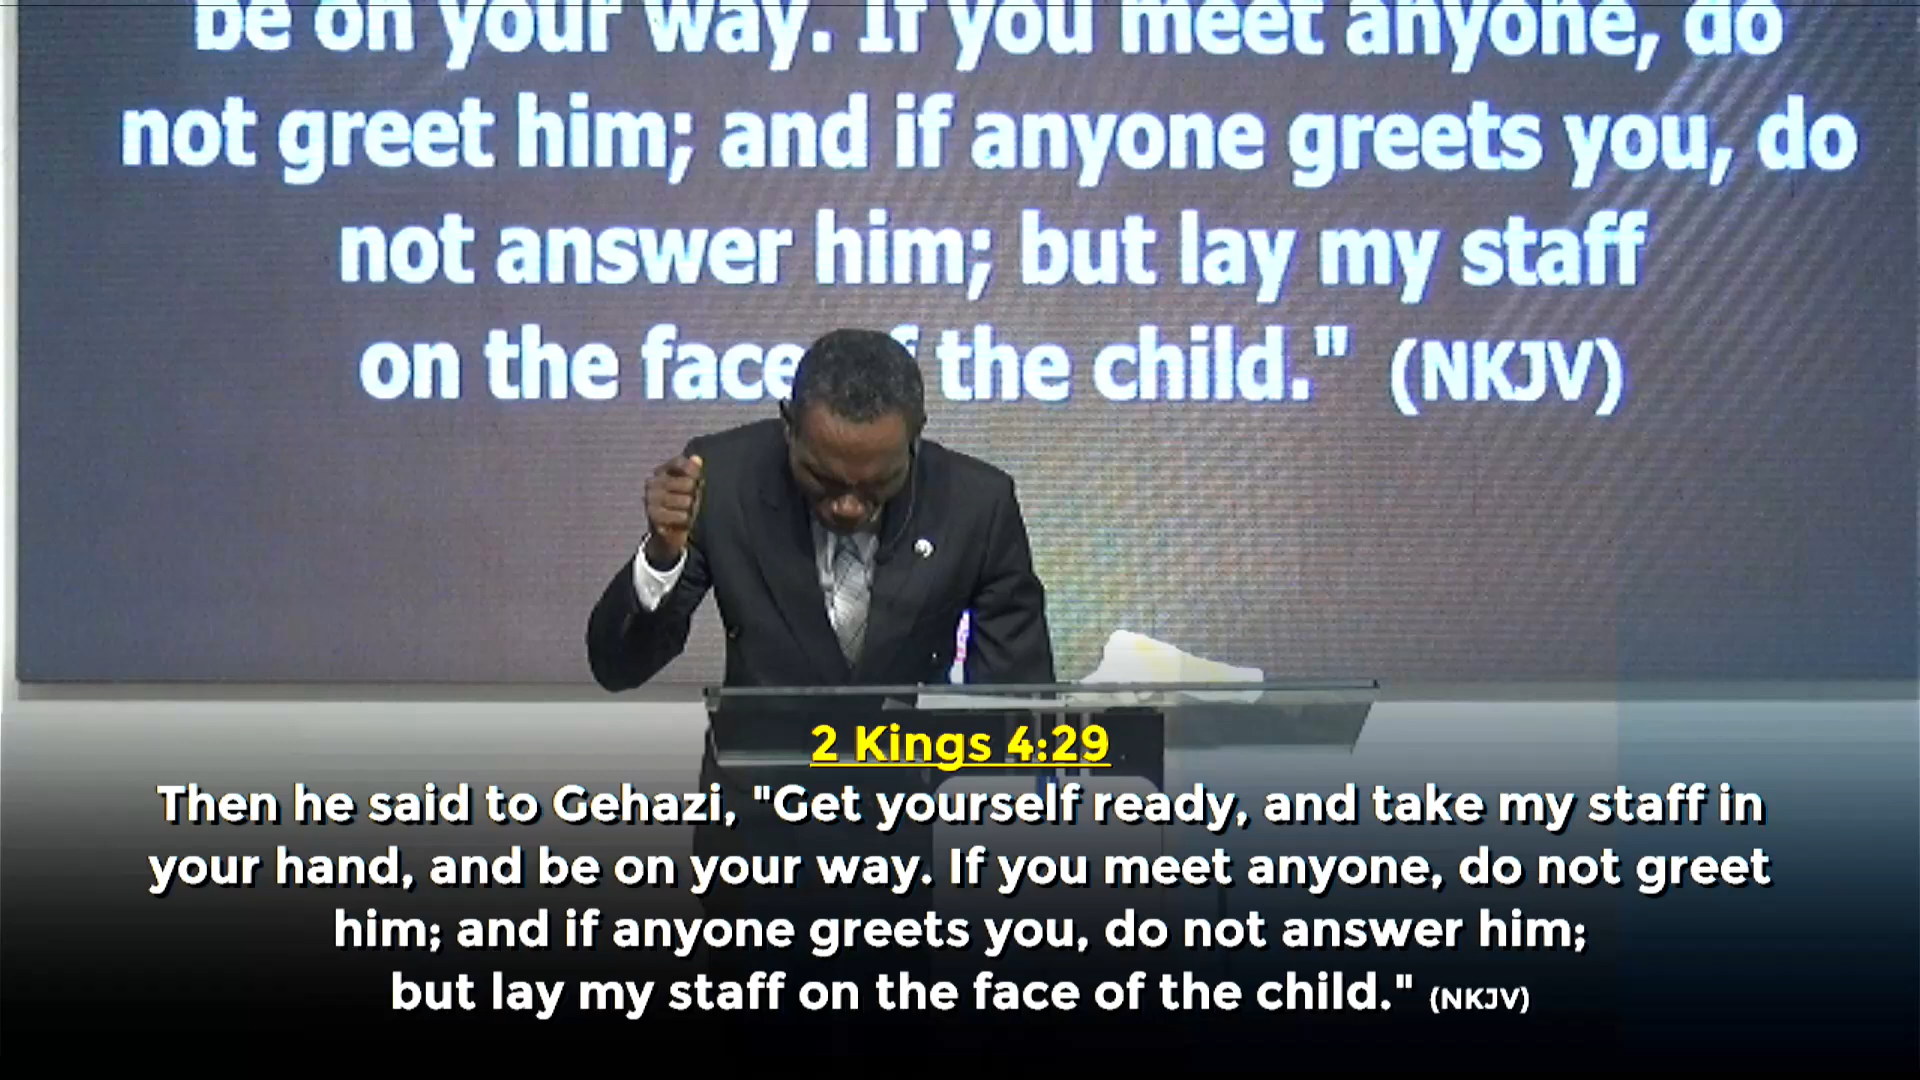 be on your way. If you meet anyone, do
not greet him; and if anyone greets you, do
not answer him; but lay my staff
on the face of the child." (NKJV)
2 Kings 4:29
Then he said to Gehazi, "Get yourself ready, and take my staff in
your hand, and be on your way. If you meet anyone, do not greet
him; and if anyone greets you, do not answer him;
but lay my staff on the face of the child." (NKJV)